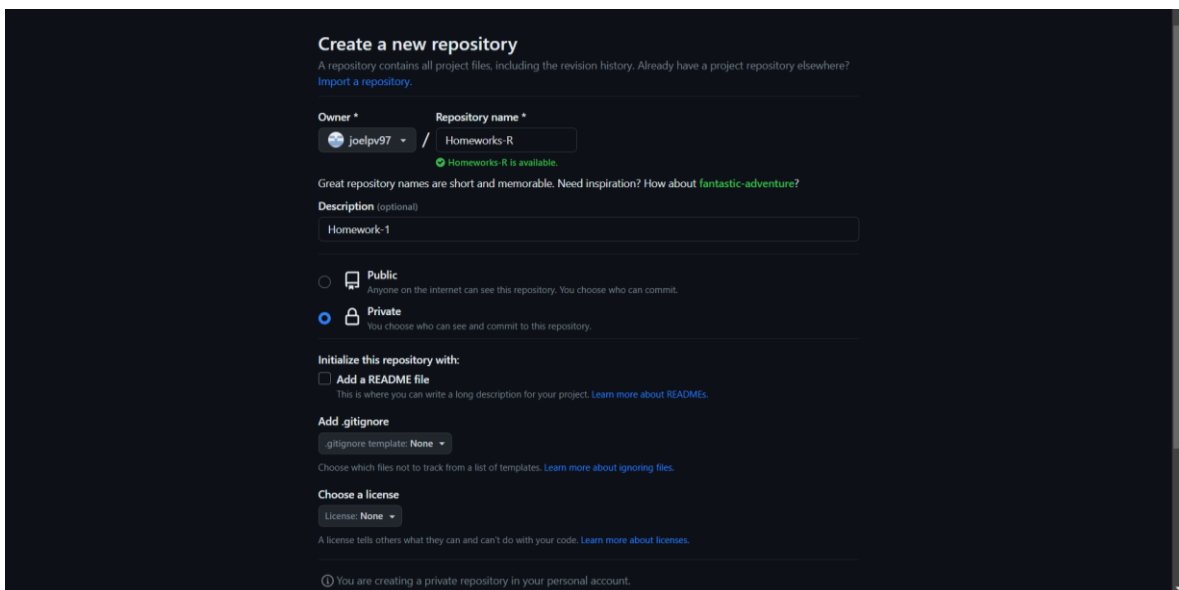 Create a new repository
A repository contains all project files, including the revision history. Already have a project repository elsewhere?
Import a repository.
Owner * Repository name *
joelpv97 / Homeworks-R
Homeworks-R is available.
Great repository names are short and memorable. Need inspiration? How about fantastic-adventure?
Description (optional)
Homework-1
Public
Anyone on the internet can see this repository. You choose who can commit.
Private
You choose who can see and commit to this repository.
Initialize this repository with:
Add a README file
This is where you can write a long description for your project. Learn more about READMEs.
Add .gitignore
.gitignore template: None
Choose which files not to track from a list of templates. Learn more about ignoring files.
Choose a license
License: None
A license tells others what they can and can't do with your code. Learn more about licenses.
You are creating a private repository in your personal account.